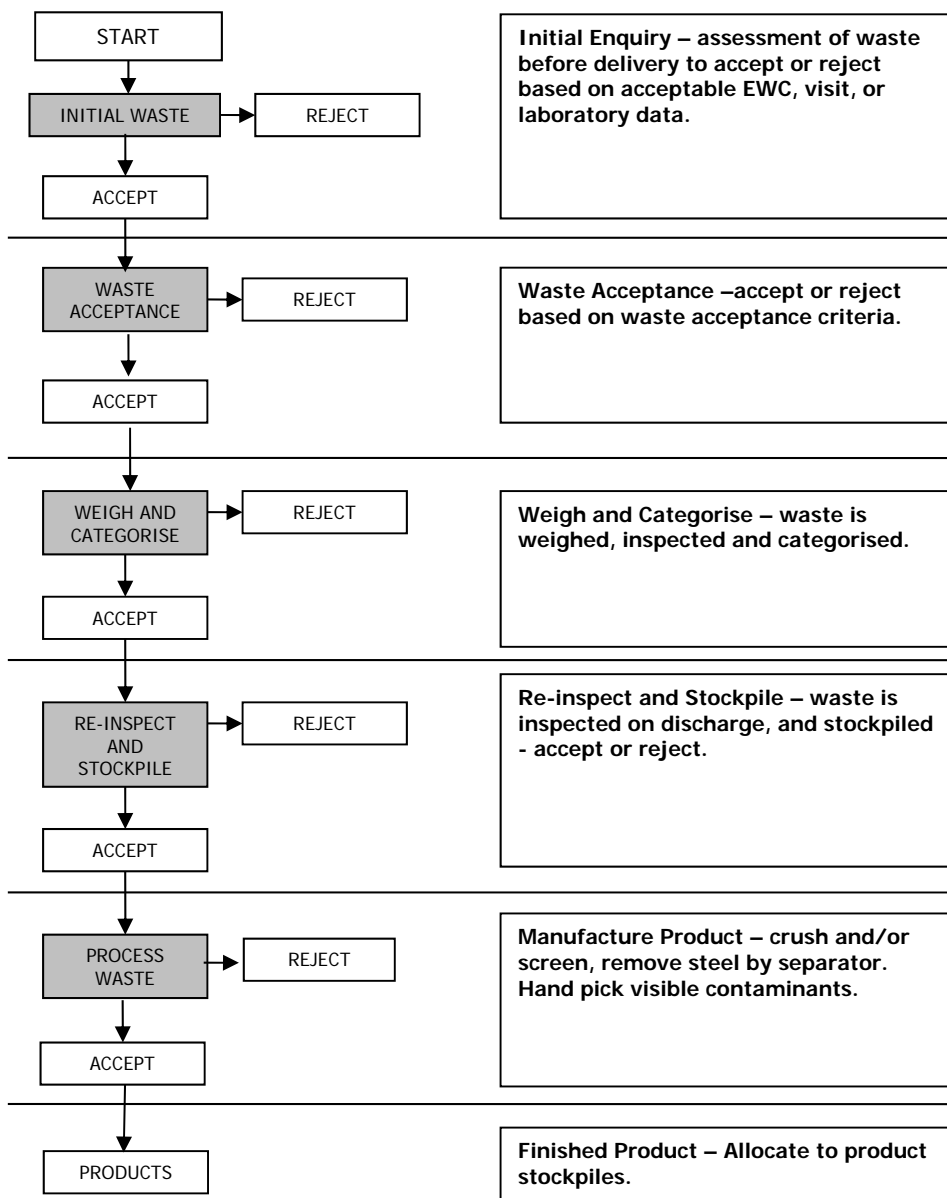 START
Initial Enquiry – assessment of waste
before delivery to accept or reject
based on acceptable EWC, visit, or
laboratory data.
INITIAL WASTE
REJECT
ACCEPT
WASTE
ACCEPTANCE
REJECT
Waste Acceptance –accept or reject
based on waste acceptance criteria.
ACCEPT
WEIGH AND
CATEGORISE
REJECT
Weigh and Categorise – waste is
weighed, inspected and categorised.
ACCEPT
RE-INSPECT
AND
STOCKPILE
REJECT
Re-inspect and Stockpile – waste is
inspected on discharge, and stockpiled
- accept or reject.
ACCEPT
PROCESS
WASTE
REJECT
Manufacture Product – crush and/or
screen, remove steel by separator.
Hand pick visible contaminants.
ACCEPT
PRODUCTS
Finished Product – Allocate to product
stockpiles.